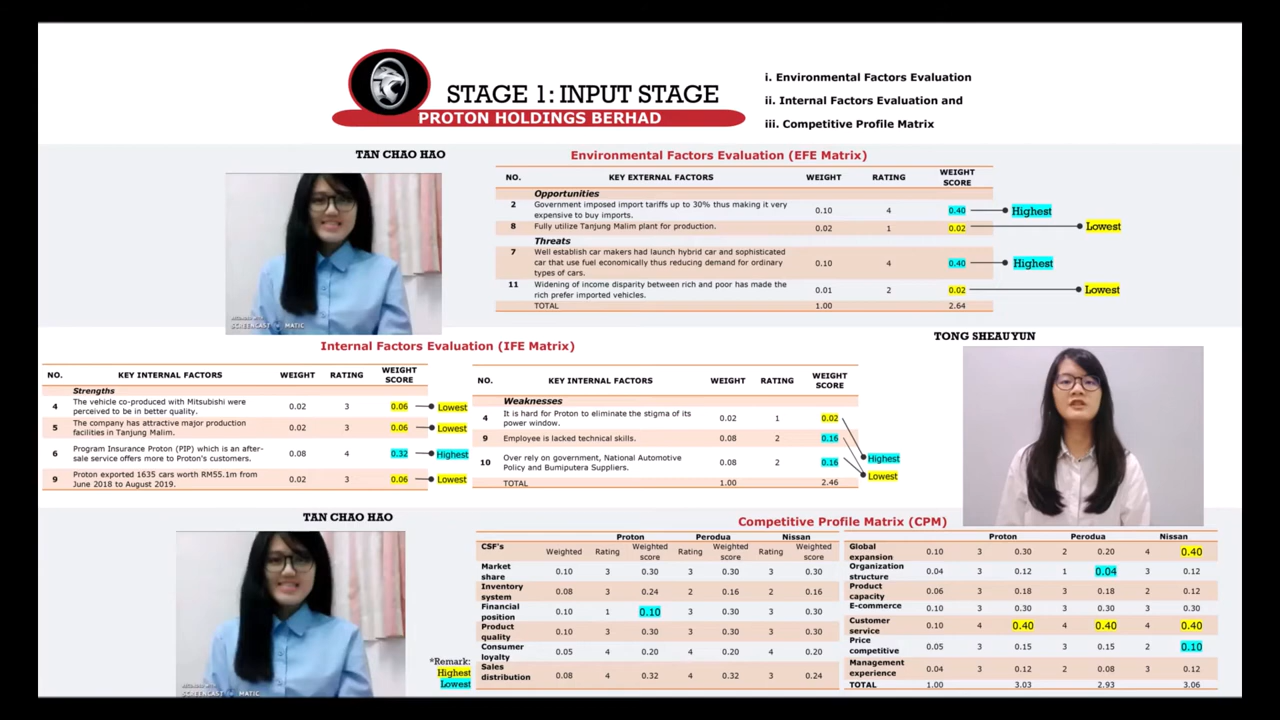 STAGE 1: INPUT STAGE
PROTON HOLDINGS BERHAD
i. Environmental Factors Evaluation
ii. Internal Factors Evaluation and
iii. Competitive Profile Matrix
TAN CHAO HAO
Environmental Factors Evaluation (EFE Matrix)
NO. KEY EXTERNAL FACTORS WEIGHT RATING WEIGHT
SCORE
Opportunities
2 Government imposed import tariffs up to 30% thus making it very
expensive to buy imports. 0.10 4 0.40 Highest
8 Fully utilize Tanjung Malim plant for production. 0.02 1 0.02 Lowest
Threats
7 Well establish car makers had launch hybrid car and sophisticated
car that use fuel economically thus reducing demand for ordinary 0.10 4 0.40 Highest
types of cars.
11 Widening of income disparity between rich and poor has made the
rich prefer imported vehicles. 0.01 2 0.02 Lowest
TOTAL 1.00 2.64
RECORDED WITH
SCREENCAST MATIC
Internal Factors Evaluation (IFE Matrix)
TONG SHEAUYUN
NO. KEY INTERNAL FACTORS WEIGHT RATING WEIGHT
SCORE
Strengths
4 The vehicle co-produced with Mitsubishi were
perceived to be in better quality. 0.02 3 0.06 Lowest
5 The company has attractive major production
facilities in Tanjung Malim. 0.02 3 0.06 Lowest
6 Program Insurance Proton (PIP) which is an after-
sale service offers more to Proton's customers. 0.08 4 0.32 Highest
9 Proton exported 1635 cars worth RM55.1m from
June 2018 to August 2019. 0.02 3 0.06 Lowest
NO. KEY INTERNAL FACTORS WEIGHT RATING WEIGHT
SCORE
Weaknesses
4 It is hard for Proton to eliminate the stigma of its
power window. 0.02 1 0.02
9 Employee is lacked technical skills. 0.08 2 0.16
10 Over rely on government, National Automotive
Policy and Bumiputera Suppliers. 0.08 2 0.16
Highest
Lowest
TOTAL 1.00 2.46
TAN CHAO HAO
RECORDED WITH
SCREENCAST MATIC
*Remark:
Highest
Lowest
Competitive Profile Matrix (CPM)
Proton Perodua Nissan
CSF's Weighted Rating Weighted
score Rating Weighted
score Rating Weighted
score
Market
share 0.10 3 0.30 3 0.30 3 0.30
Inventory
system 0.08 3 0.24 2 0.16 2 0.16
Financial
position 0.10 1 0.10 3 0.30 3 0.30
Product
quality 0.10 3 0.30 3 0.30 3 0.30
Consumer
loyalty 0.05 4 0.20 4 0.20 4 0.20
Sales
distribution 0.08 4 0.32 4 0.32 3 0.24
Proton Perodua Nissan
Global
expansion 0.10 3 0.30 2 0.20 4 0.40
Organization
structure 0.04 3 0.12 1 0.04 3 0.12
Product
capacity 0.06 3 0.18 3 0.18 2 0.12
E-commerce 0.10 3 0.30 3 0.30 3 0.30
Customer
service 0.10 4 0.40 4 0.40 4 0.40
Price
competitive 0.05 3 0.15 3 0.15 2 0.10
Management
experience 0.04 3 0.12 2 0.08 3 0.12
TOTAL 1.00 3.03 2.93 3.06